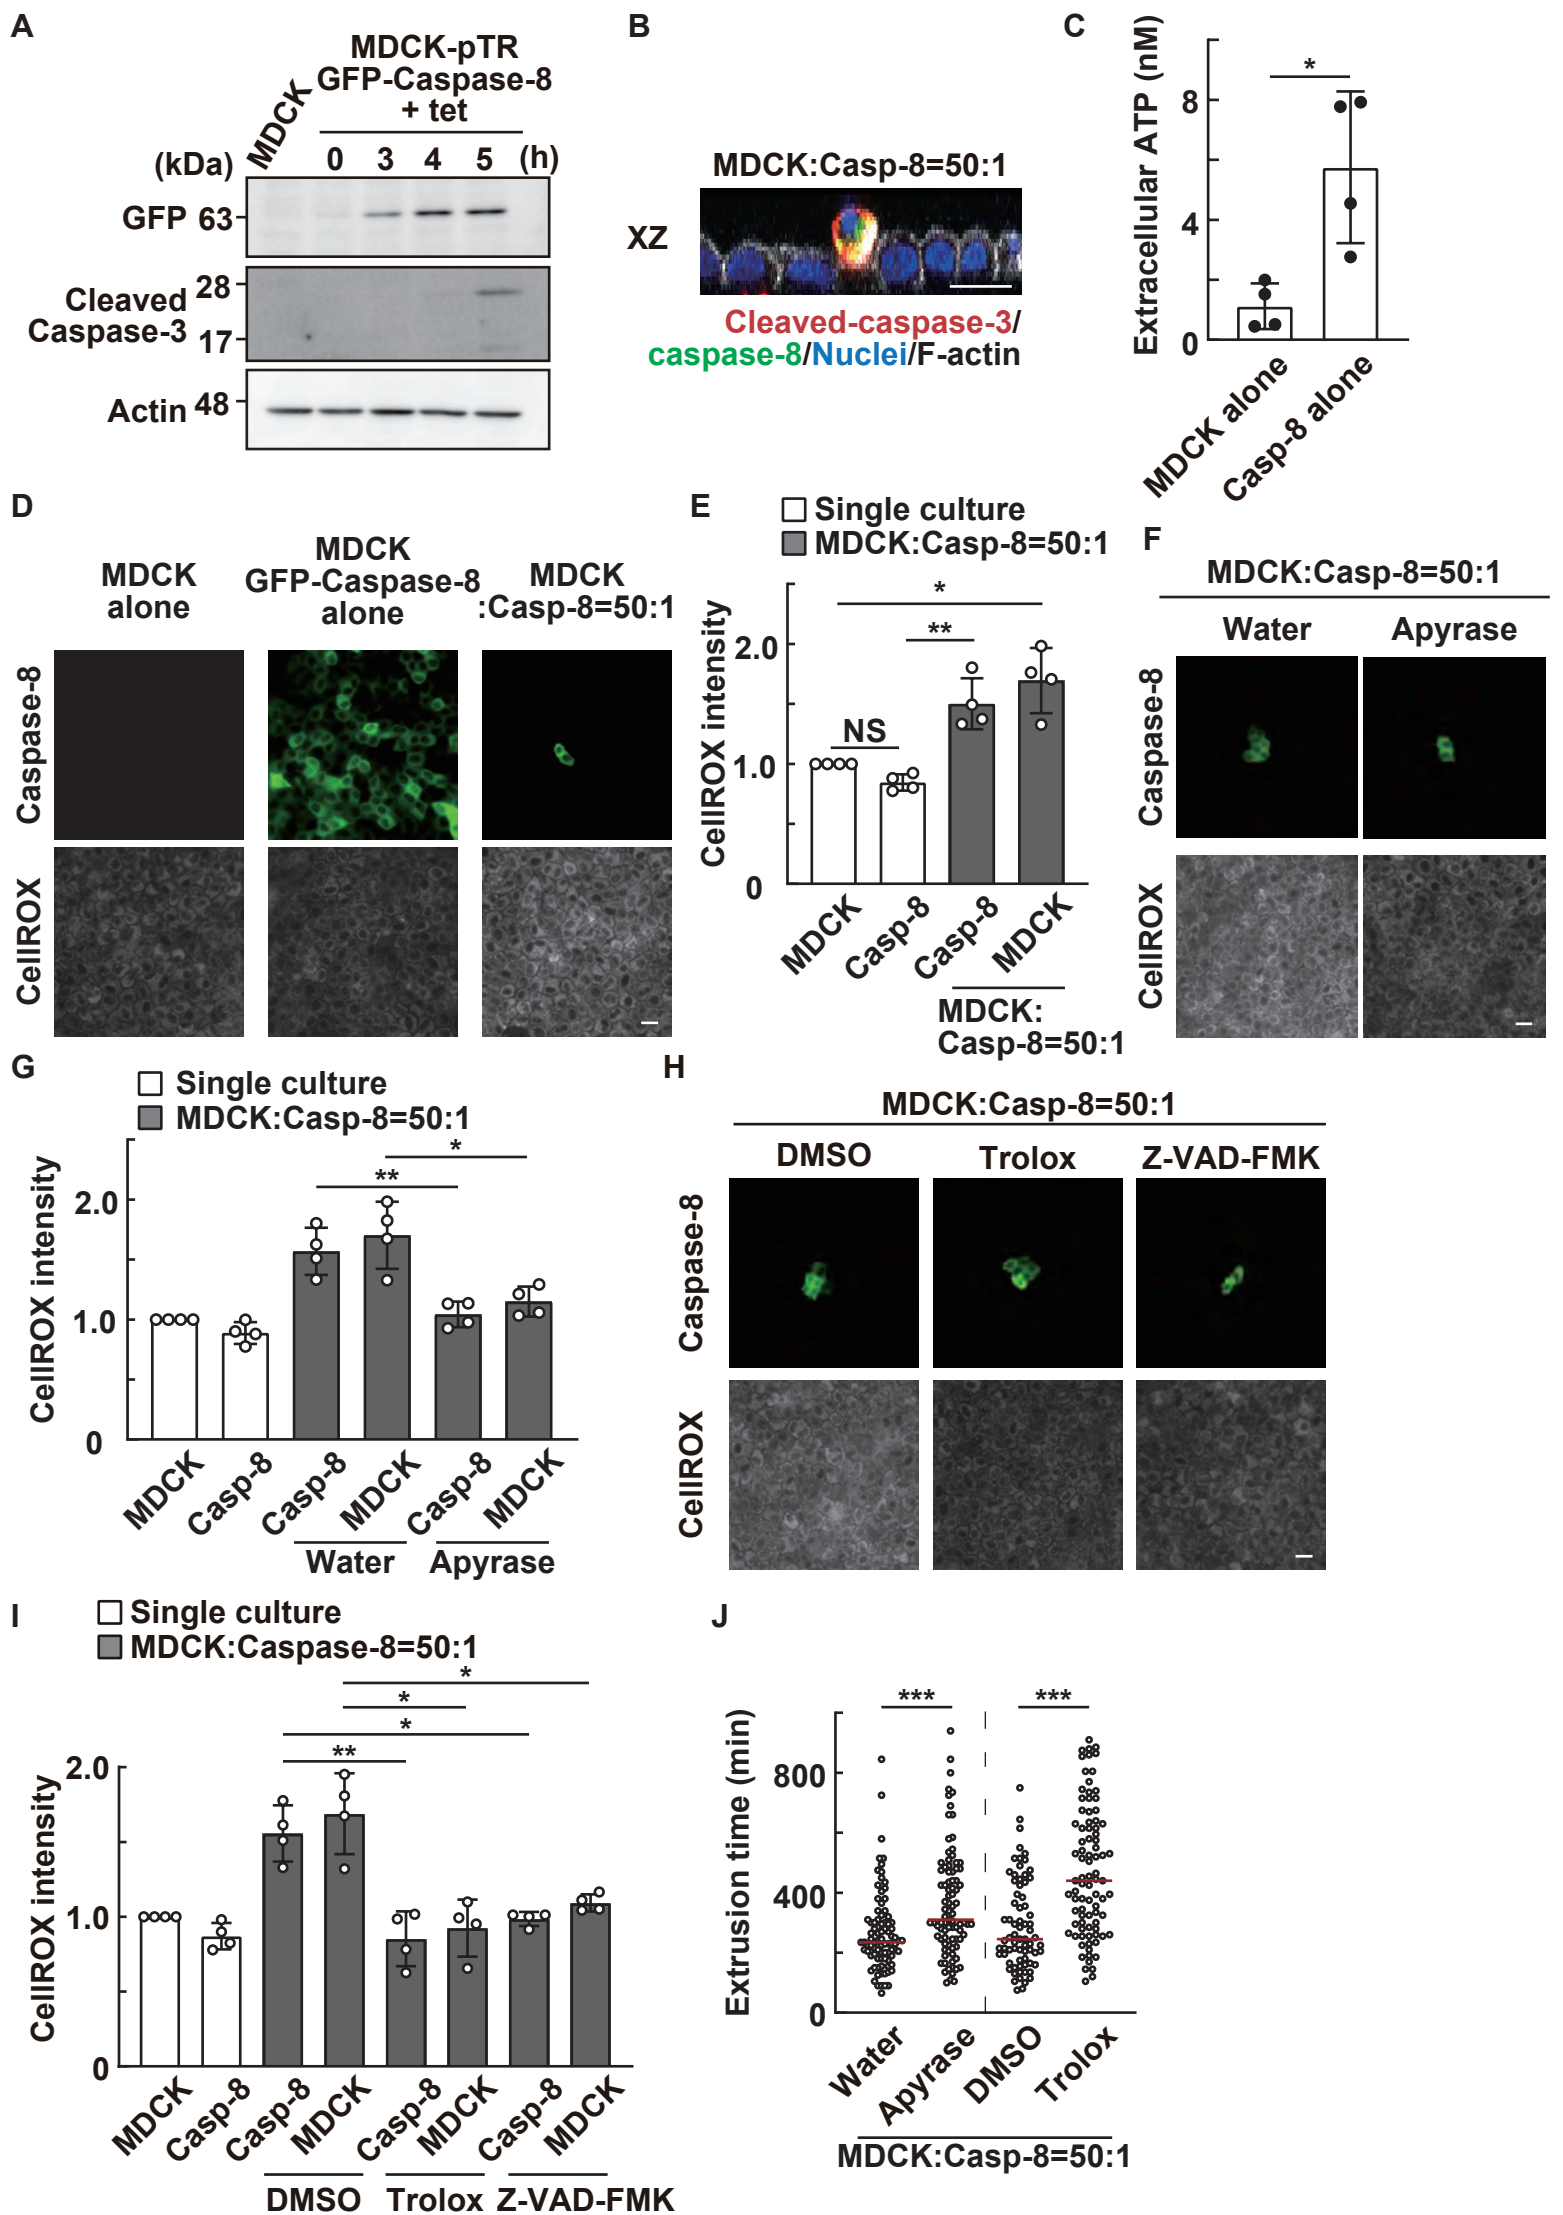 A
MDCK
MDCK-pTR
GFP-Caspase-8
+ tet
(kDa)
0 3 4 5 (h)
GFP 63
Cleaved
Caspase-3
28
17
Actin 48
B
MDCK:Casp-8=50:1
XZ
Cleaved-caspase-3/
caspase-8/Nuclei/F-actin
C
Extracellular ATP (nM)
*
8
4
0
MDCK alone
Casp-8 alone
D
MDCK
alone
MDCK
GFP-Caspase-8
alone
MDCK
:Casp-8=50:1
Caspase-8
CellROX
E
Single culture
MDCK:Casp-8=50:1
CellROX intensity
*
**
NS
2.0
1.0
0
MDCK
Casp-8
Casp-8
MDCK
MDCK:
Casp-8=50:1
F
MDCK:Casp-8=50:1
Water
Apyrase
Caspase-8
CellROX
G
Single culture
MDCK:Casp-8=50:1
CellROX intensity
*
**
2.0
1.0
0
MDCK
Casp-8
Casp-8
MDCK
Casp-8
MDCK
Water
Apyrase
H
MDCK:Casp-8=50:1
DMSO
Trolox
Z-VAD-FMK
Caspase-8
CellROX
I
Single culture
MDCK:Caspase-8=50:1
CellROX intensity
*
*
*
**
2.0
1.0
0
MDCK
Casp-8
Casp-8
MDCK
Casp-8
MDCK
Casp-8
MDCK
DMSO
Trolox
Z-VAD-FMK
J
Extrusion time (min)
***
***
800
400
0
Water
Apyrase
DMSO
Trolox
MDCK:Casp-8=50:1